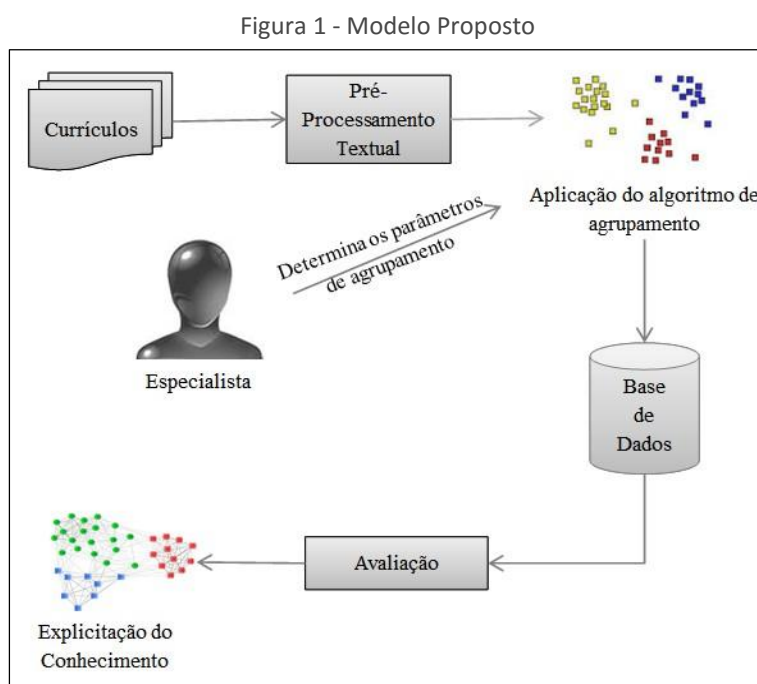 Figura 1 - Modelo Proposto
Currículos
Pré-
Processamento
Textual
Aplicação do algoritmo de
agrupamento
Determina os parâmetros
de agrupamento
Especialista
Base
de
Dados
Avaliação
Explicitação do
Conhecimento